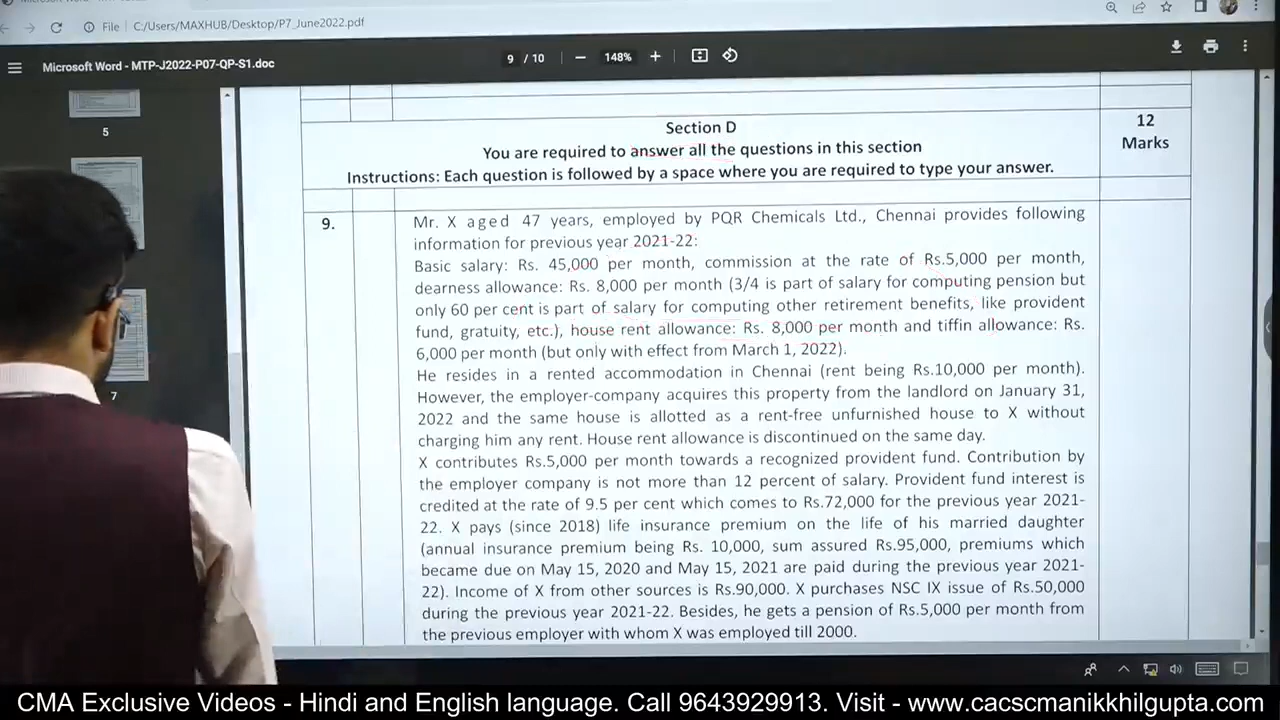 File
C:/Users/MAXHUB/Desktop/P7_June2022.pdf
Microsoft Word - MTP-J2022-P07-QP-S1.doc
9 / 10
148%
5
7
Section D
You are required to answer all the questions in this section
Instructions: Each question is followed by a space where you are required to type your answer.
12
Marks
9.
Mr. X aged 47 years, employed by PQR Chemicals Ltd., Chennai provides following
information for previous year 2021-22:
Basic salary: Rs. 45,000 per month, commission at the rate of Rs.5,000 per month,
dearness allowance: Rs. 8,000 per month (3/4 is part of salary for computing pension but
only 60 per cent is part of salary for computing other retirement benefits, like provident
fund, gratuity, etc.), house rent allowance: Rs. 8,000 per month and tiffin allowance: Rs.
6,000 per month (but only with effect from March 1, 2022).
He resides in a rented accommodation in Chennai (rent being Rs.10,000 per month).
However, the employer-company acquires this property from the landlord on January 31,
2022 and the same house is allotted as a rent-free unfurnished house to X without
charging him any rent. House rent allowance is discontinued on the same day.
X contributes Rs.5,000 per month towards a recognized provident fund. Contribution by
the employer company is not more than 12 percent of salary. Provident fund interest is
credited at the rate of 9.5 per cent which comes to Rs.72,000 for the previous year 2021-
22. X pays (since 2018) life insurance premium on the life of his married daughter
(annual insurance premium being Rs. 10,000, sum assured Rs.95,000, premiums which
became due on May 15, 2020 and May 15, 2021 are paid during the previous year 2021-
22). Income of X from other sources is Rs.90,000. X purchases NSC IX issue of Rs.50,000
during the previous year 2021-22. Besides, he gets a pension of Rs.5,000 per month from
the previous employer with whom X was employed till 2000.
CMA Exclusive Videos - Hindi and English language. Call 9643929913. Visit - www.cacscmanikkhilgupta.com